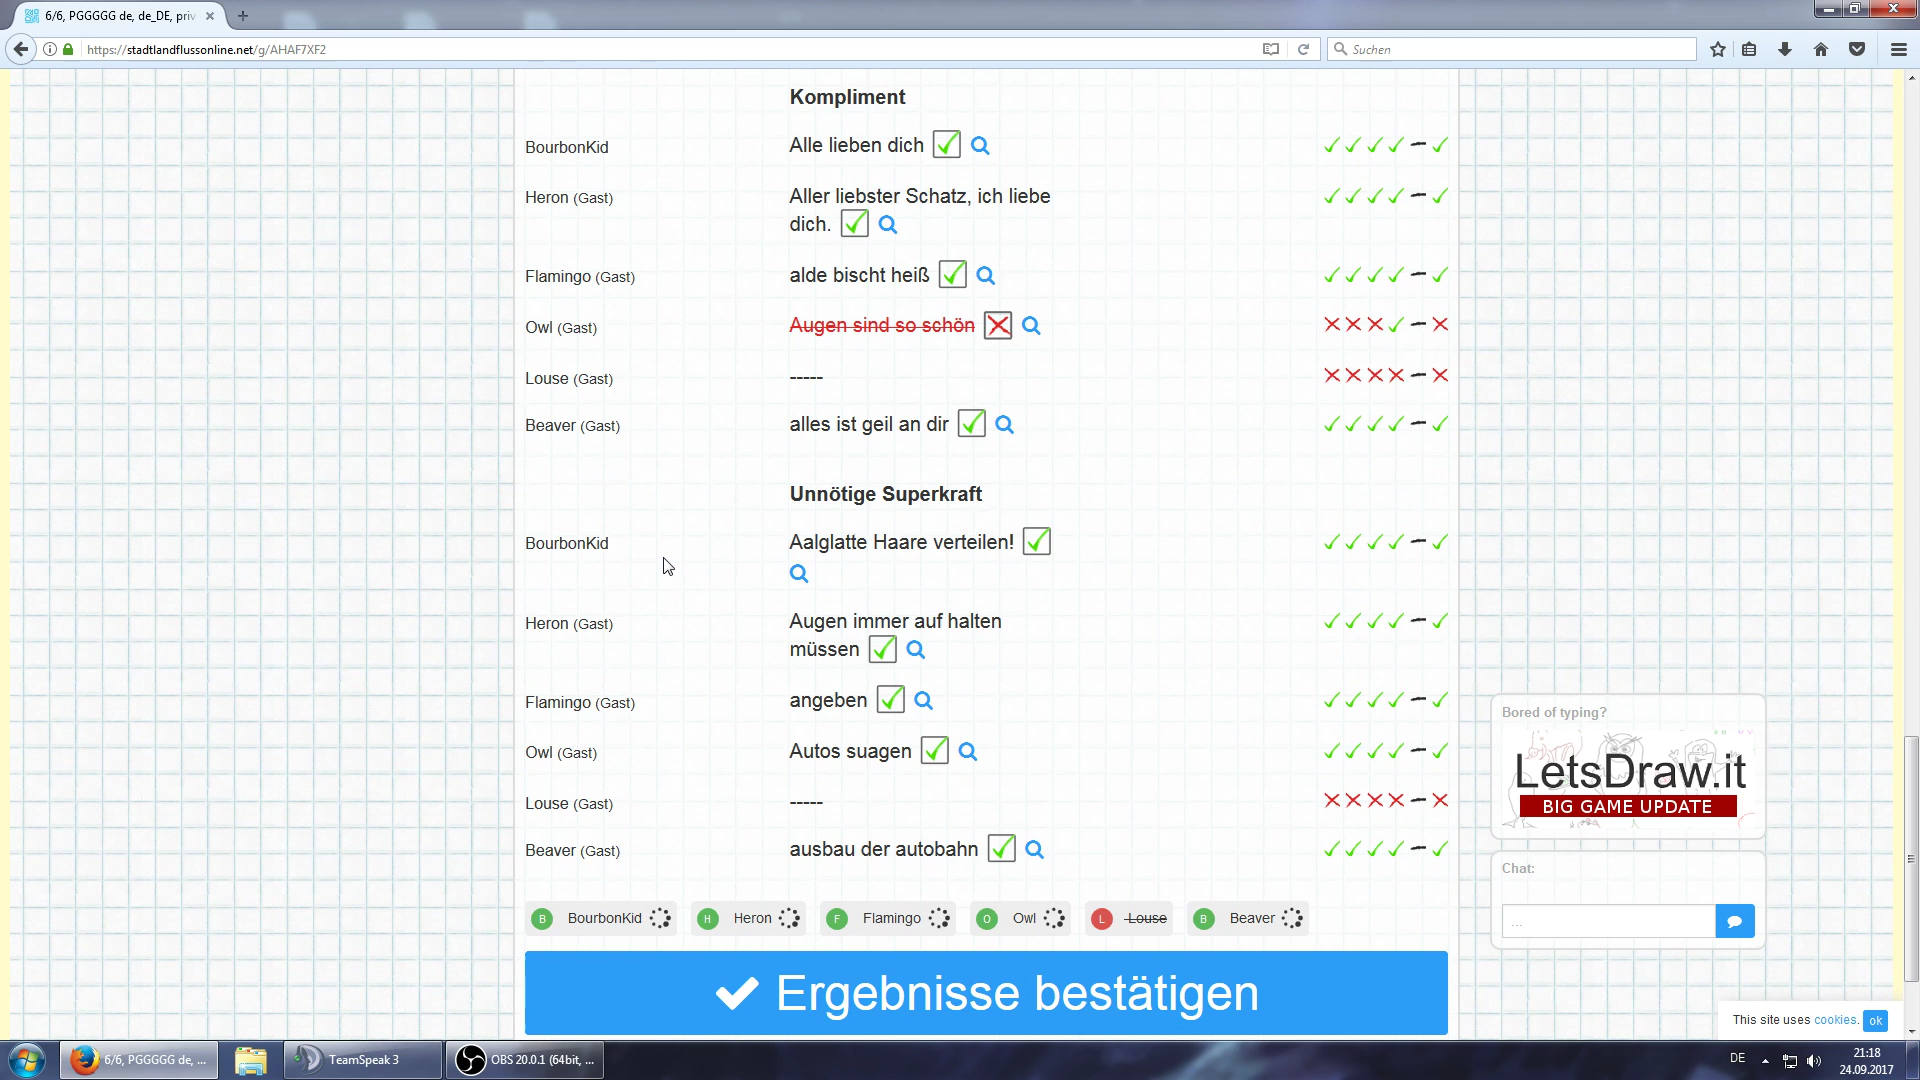 6/6, PGGGGG de, de_DE, priv
https://stadtlandflussonline.net/g/AHAF7XF2
Suchen
Kompliment
BourbonKid
Alle lieben dich
Heron (Gast)
Aller liebster Schatz, ich liebe
dich.
Flamingo (Gast)
alde bischt heiß
Owl (Gast)
Augen sind so schön
Louse (Gast)
-----
Beaver (Gast)
alles ist geil an dir
Unnötige Superkraft
BourbonKid
Aalglatte Haare verteilen!
Heron (Gast)
Augen immer auf halten
müssen
Flamingo (Gast)
angeben
Owl (Gast)
Autos suagen
Louse (Gast)
-----
Beaver (Gast)
ausbau der autobahn
B BourbonKid
H Heron
F Flamingo
O Owl
L Louse
B Beaver
Ergebnisse bestätigen
Bored of typing?
LetsDraw.it
BIG GAME UPDATE
Chat:
...
This site uses cookies. ok
6/6, PGGGGG de, ...
TeamSpeak 3
OBS 20.0.1 (64bit, ...
DE
21:18
24.09.2017